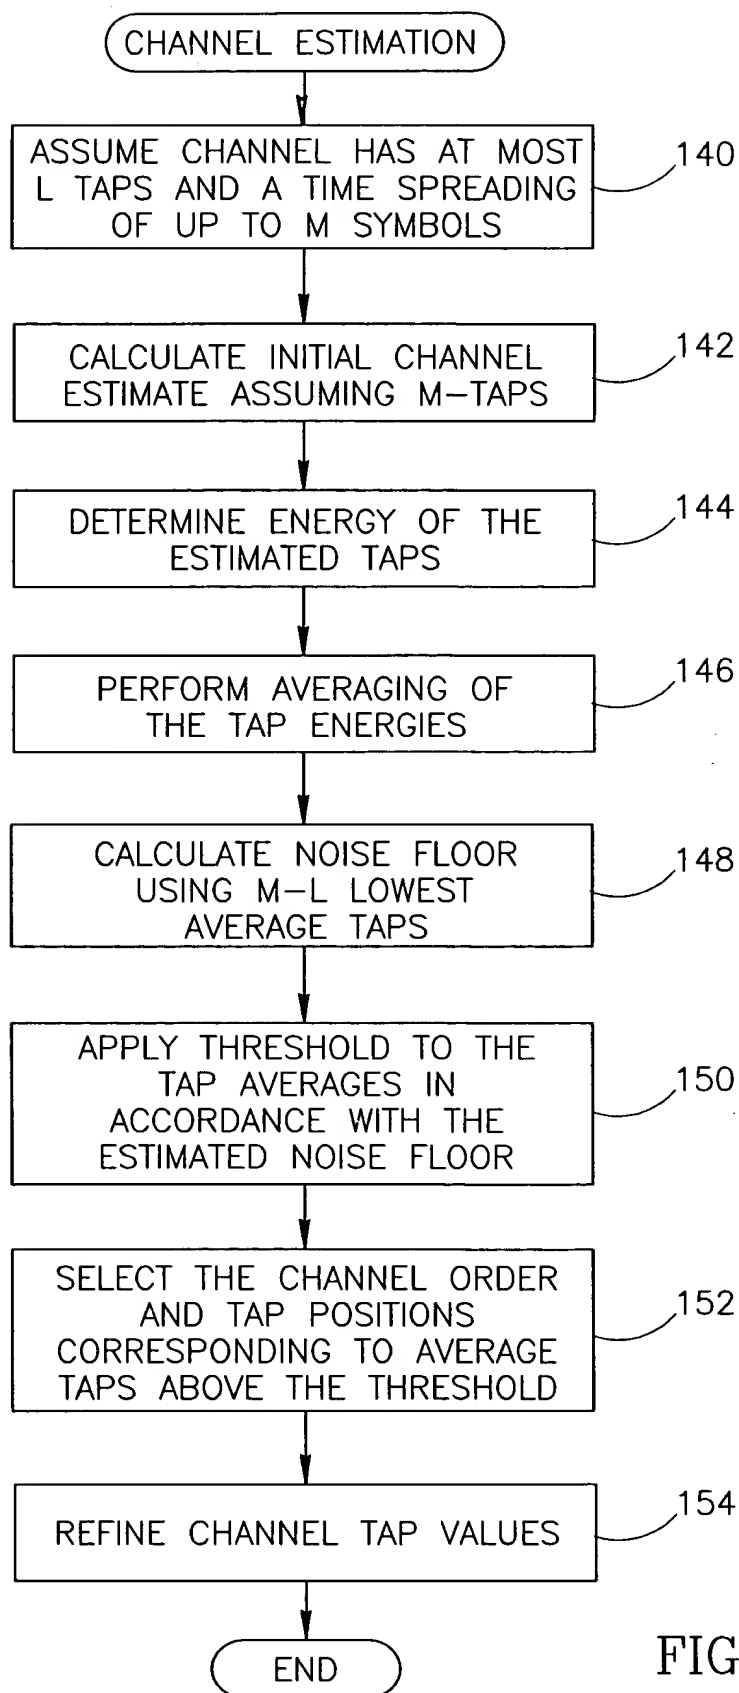 CHANNEL ESTIMATION
ASSUME CHANNEL HAS AT MOST
L TAPS AND A TIME SPREADING
OF UP TO M SYMBOLS
140
CALCULATE INITIAL CHANNEL
ESTIMATE ASSUMING M-TAPS
142
DETERMINE ENERGY OF THE
ESTIMATED TAPS
144
PERFORM AVERAGING OF
THE TAP ENERGIES
146
CALCULATE NOISE FLOOR
USING M-L LOWEST
AVERAGE TAPS
148
APPLY THRESHOLD TO THE
TAP AVERAGES IN
ACCORDANCE WITH THE
ESTIMATED NOISE FLOOR
150
SELECT THE CHANNEL ORDER
AND TAP POSITIONS
CORRESPONDING TO AVERAGE
TAPS ABOVE THE THRESHOLD
152
REFINE CHANNEL TAP VALUES
154
END
FIG